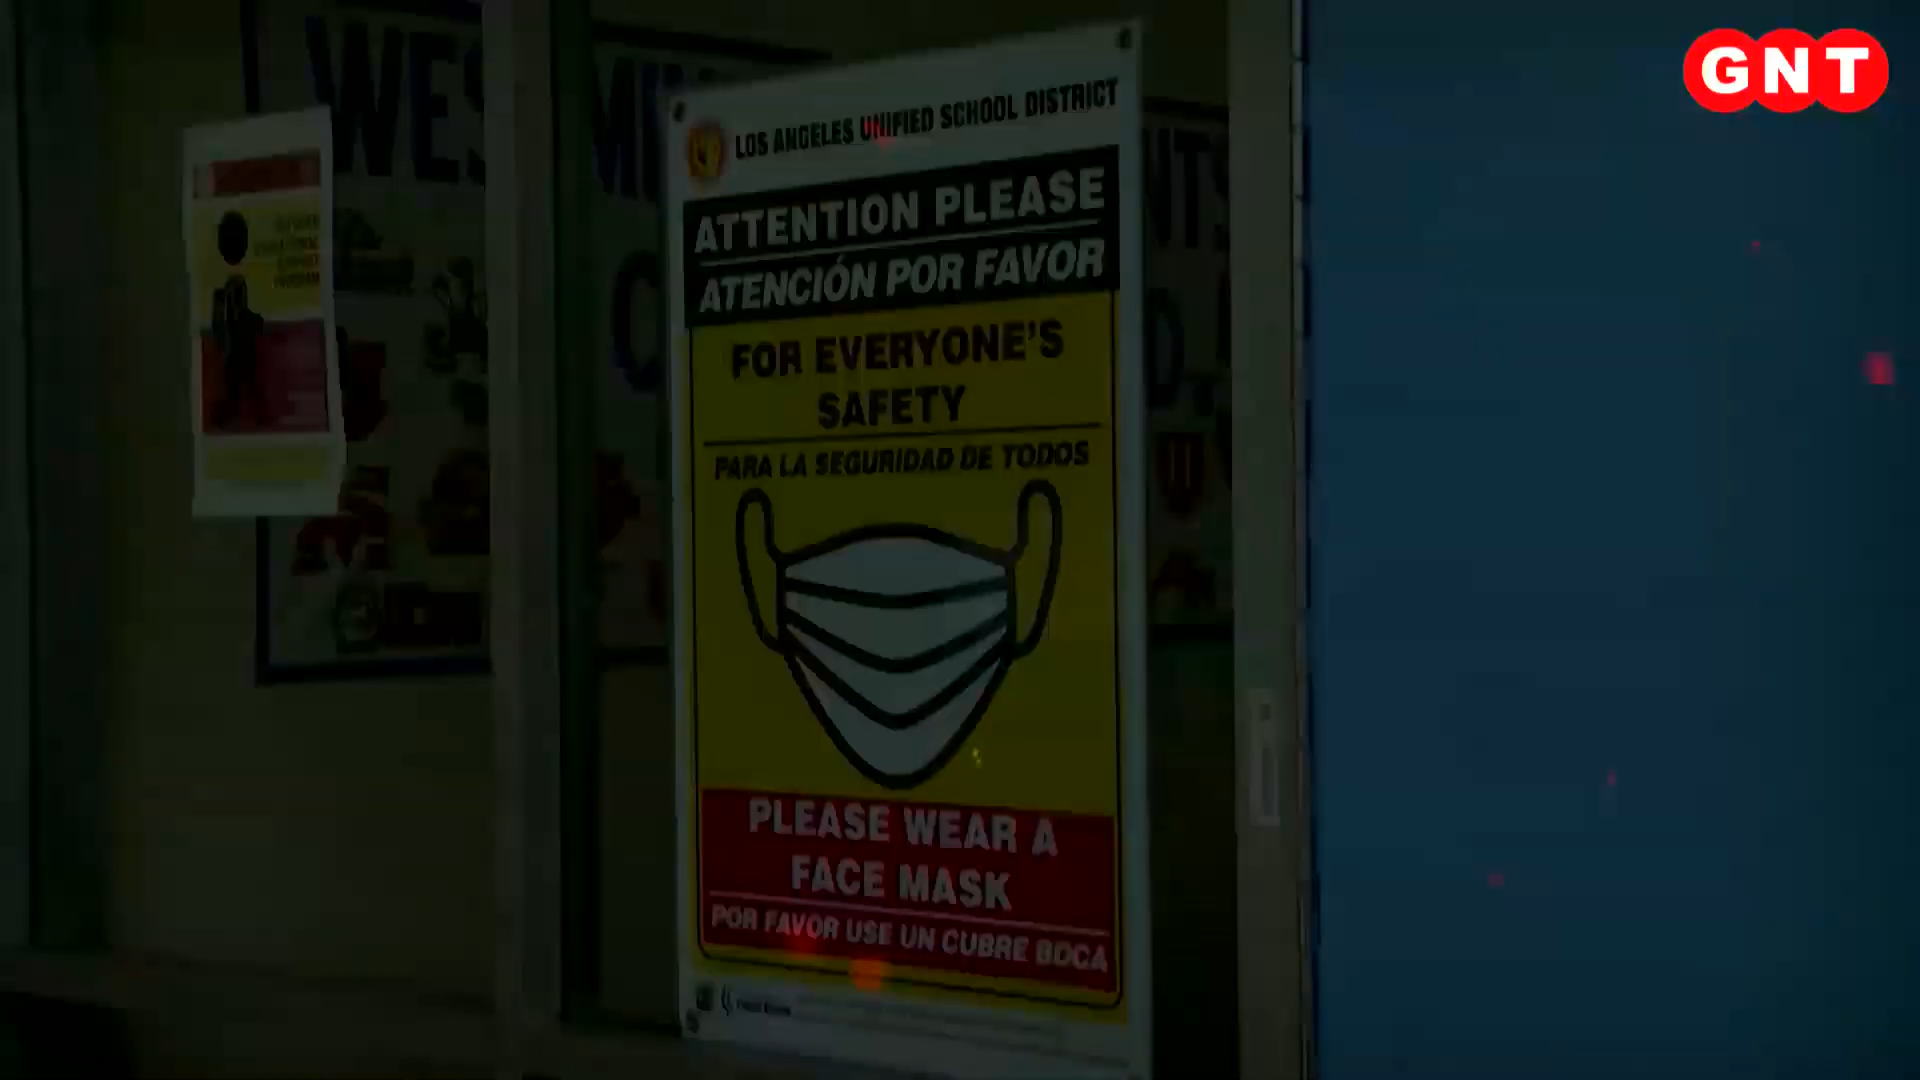 GNT
WES
LOS ANGELES UNIFIED SCHOOL DISTRICT
ATTENTION PLEASE
ATENCIÓN POR FAVOR
FOR EVERYONE'S
SAFETY
PARA LA SEGURIDAD DE TODOS
PLEASE WEAR A
FACE MASK
POR FAVOR USE UN CUBRE BOCA